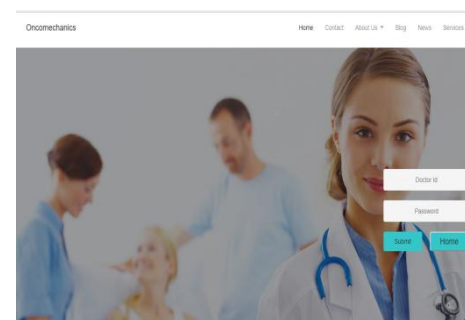 Oncomechanics Home Contact About Us Blog News Services
Doctor Id
Password
Submit Home